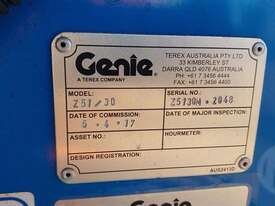 Genie
A TEREX COMPANY
TEREX AUSTRALIA PTY LTD
33 KIMBERLEY ST
DARRA QLD 4076 AUSTRALIA
PH: +61 7 3456 4444
FAX: +61 7 3456 4400
MODEL:
Z51/30
SERIAL NO.:
Z5130N•2048
DATE OF COMMISSION:
5•4•17
DATE OF MAJOR INSPECTION:
ASSET NO:
HOURMETER:
DESIGN REGISTRATION: